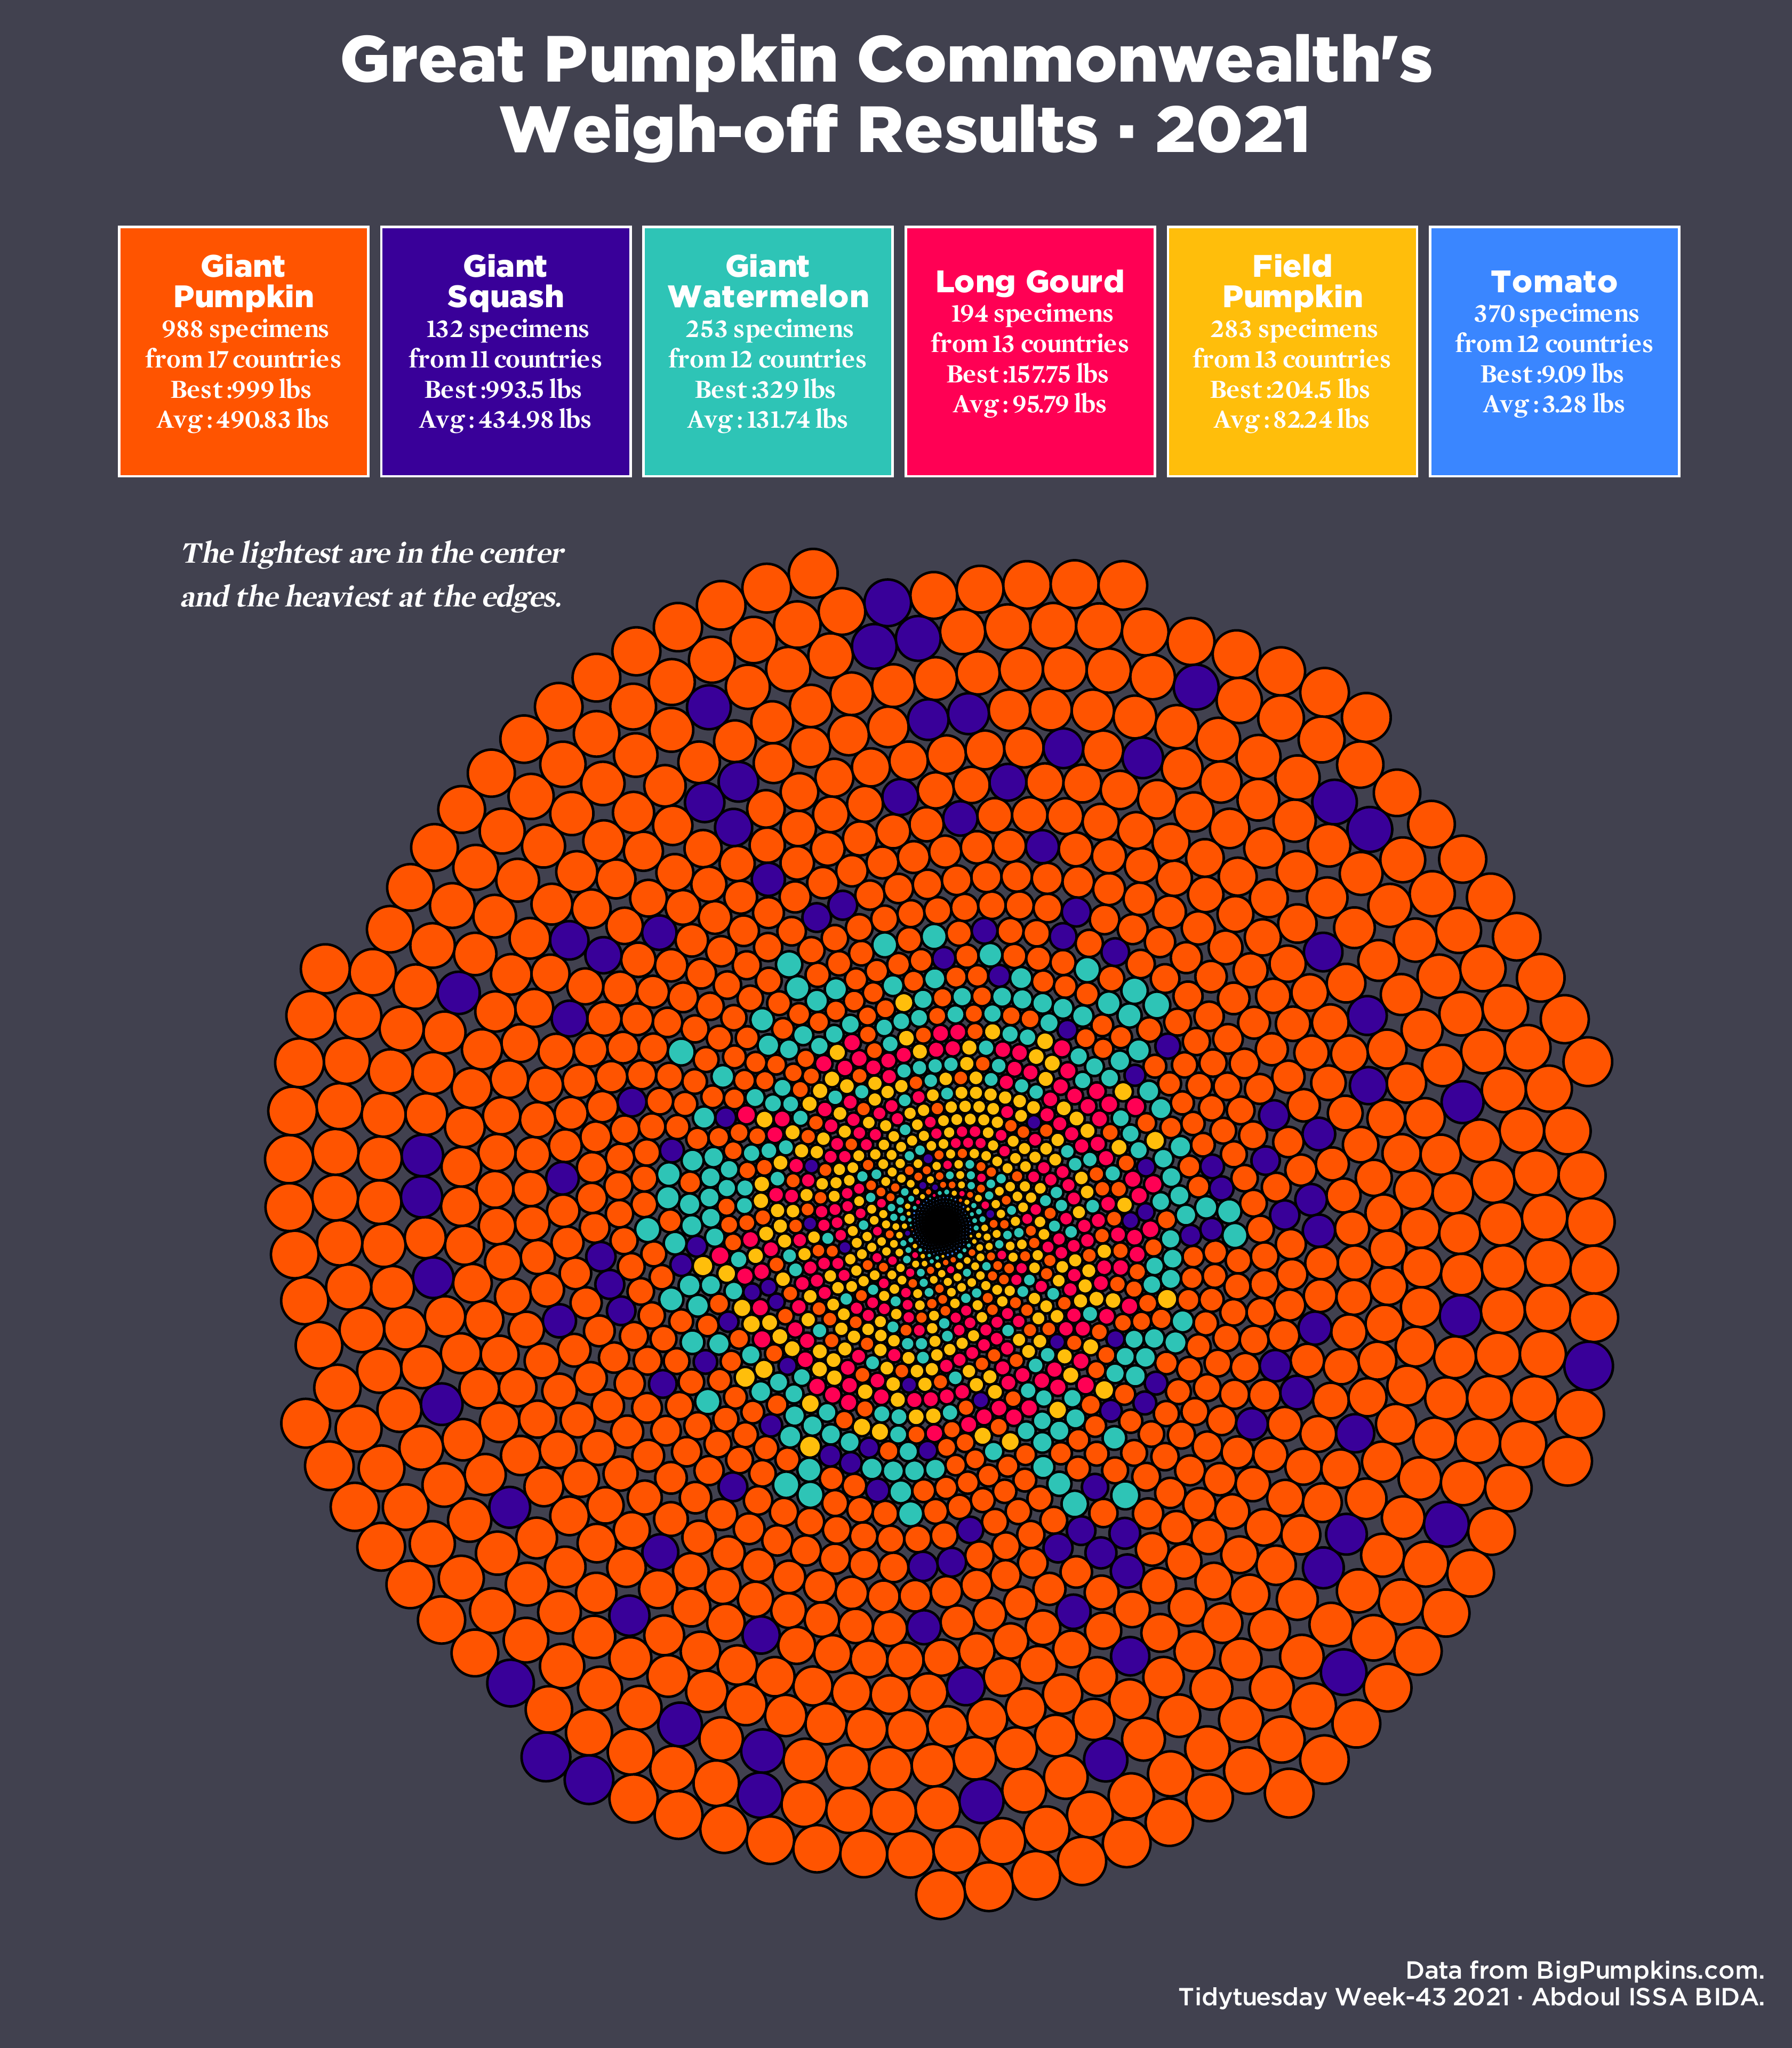 Great Pumpkin Commonwealth's
Weigh-off Results · 2021
Giant
Pumpkin
988 specimens
from 17 countries
Best :999 lbs
Avg : 490.83 lbs
Giant
Squash
132 specimens
from 11 countries
Best :993.5 lbs
Avg : 434.98 lbs
Giant
Watermelon
253 specimens
from 12 countries
Best :329 lbs
Avg : 131.74 lbs
Long Gourd
194 specimens
from 13 countries
Best :157.75 lbs
Avg : 95.79 lbs
Field
Pumpkin
283 specimens
from 13 countries
Best :204.5 lbs
Avg : 82.24 lbs
Tomato
370 specimens
from 12 countries
Best :9.09 lbs
Avg : 3.28 lbs
The lightest are in the center
and the heaviest at the edges.
Data from BigPumpkins.com.
Tidytuesday Week-43 2021 · Abdoul ISSA BIDA.